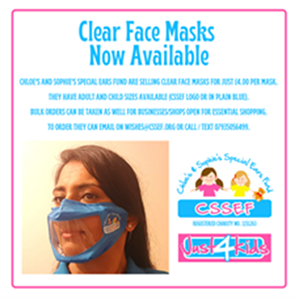 Clear Face Masks
Now Available
CHLOE'S AND SOPHIE'S SPECIAL EARS FUND ARE SELLING CLEAR FACE MASKS FOR JUST £4.00 PER MASK.
THEY HAVE ADULT AND CHILD SIZES AVAILABLE (CSSEF LOGO OR IN PLAIN BLUE).
BULK ORDERS CAN BE TAKEN AS WELL FOR BUSINESSES/SHOPS OPEN FOR ESSENTIAL SHOPPING.
TO ORDER THEY CAN EMAIL ON WISHES@CSSEF.ORG OR CALL / TEXT
Chloe's & Sophie's Special Ears Fund
CSSEF
REGISTERED CHARITY NO.
Just 4 Kids